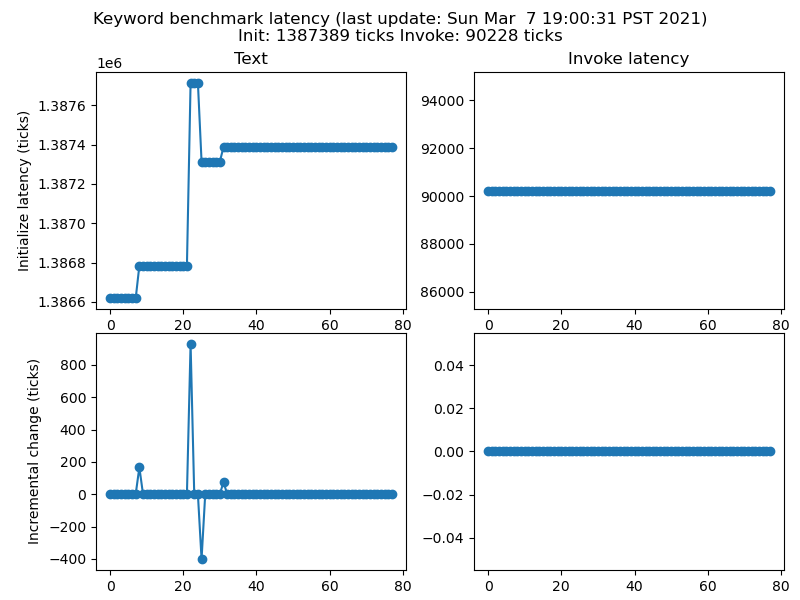 Keyword benchmark latency (last update: Sun Mar  7 19:00:31 PST 2021)
Init: 1387389 ticks Invoke: 90228 ticks
Text
1e6
Initialize latency (ticks)
1.3876
1.3874
1.3872
1.3870
1.3868
1.3866
0 20 40 60 80
Invoke latency
94000
92000
90000
88000
86000
0 20 40 60 80
Incremental change (ticks)
800
600
400
200
0
−200
−400
0 20 40 60 80
0.04
0.02
0.00
−0.02
−0.04
0 20 40 60 80